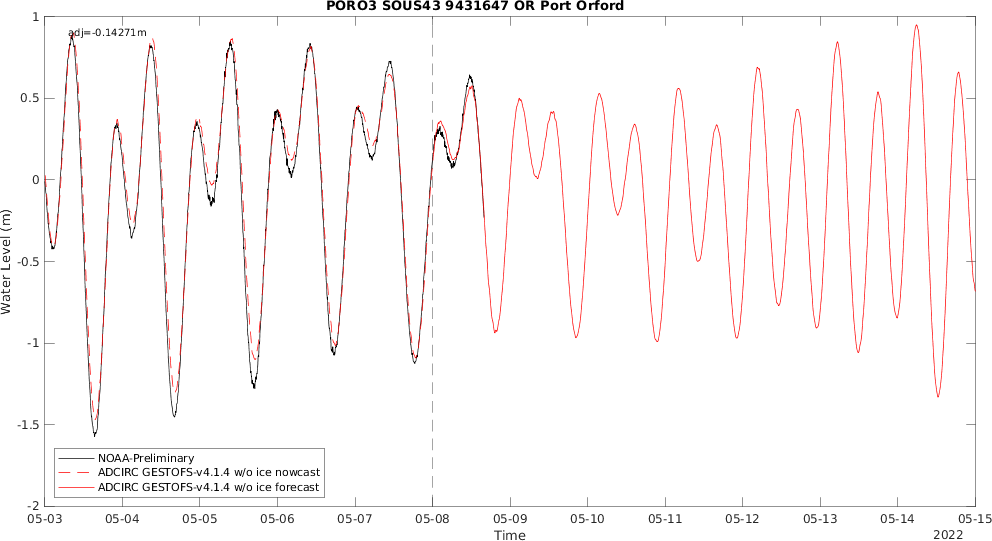 PORO3 SOUS43 9431647 OR Port Orford
adj=-0.14271m
1
0.5
0
-0.5
-1
-1.5
-2
Water Level (m)
NOAA-Preliminary
ADCIRC GESTOFS-v4.1.4 w/o ice nowcast
ADCIRC GESTOFS-v4.1.4 w/o ice forecast
05-03 05-04 05-05 05-06 05-07 05-08 05-09 05-10 05-11 05-12 05-13 05-14 05-15
Time
2022